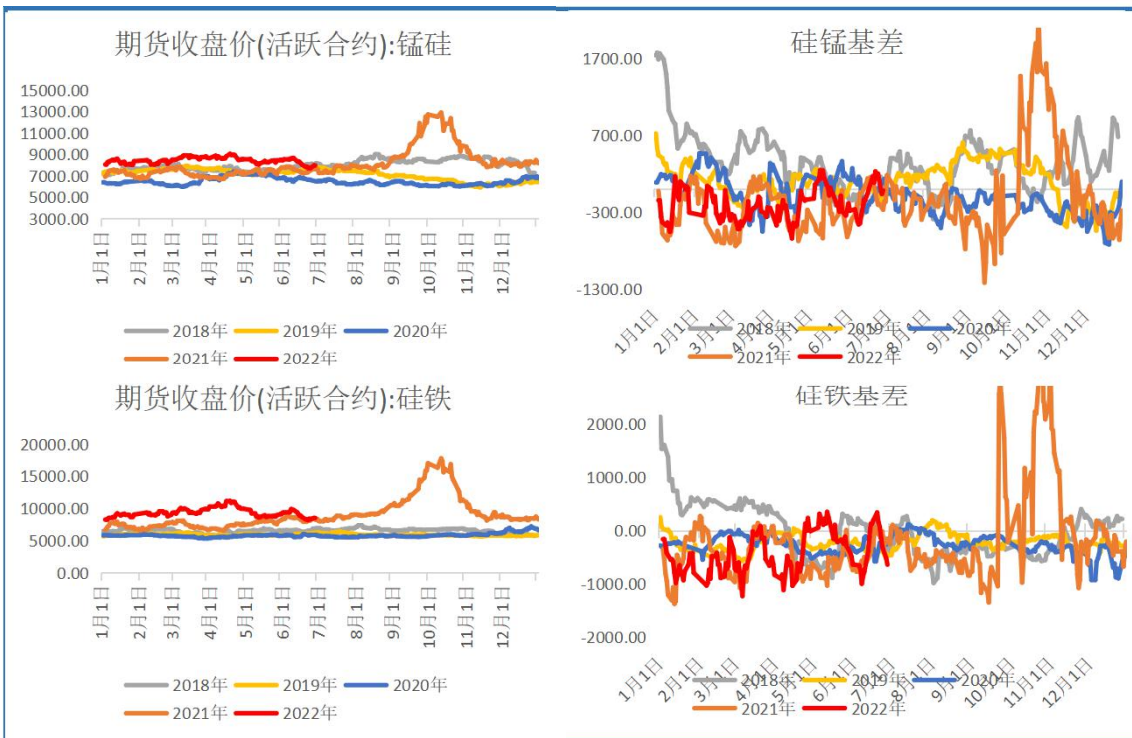 期货收盘价(活跃合约):锰硅
15000.00
13000.00
11000.00
9000.00
7000.00
5000.00
3000.00
1月1日
2月1日
3月1日
4月1日
5月1日
6月1日
7月1日
8月1日
9月1日
10月1日
11月1日
12月1日
2018年 2019年 2020年
2021年 2022年
硅锰基差
1700.00
700.00
-300.00
-1300.00
1月1日
2月1日
3月1日
4月1日
5月1日
6月1日
7月1日
8月1日
9月1日
10月1日
11月1日
12月1日
2018年 2019年 2020年
2021年 2022年
期货收盘价(活跃合约):硅铁
20000.00
15000.00
10000.00
5000.00
0.00
1月1日
2月1日
3月1日
4月1日
5月1日
6月1日
7月1日
8月1日
9月1日
10月1日
11月1日
12月1日
2018年 2019年 2020年
2021年 2022年
硅铁基差
2000.00
1000.00
0.00
-1000.00
-2000.00
1月1日
2月1日
3月1日
4月1日
5月1日
6月1日
7月1日
8月1日
9月1日
10月1日
11月1日
12月1日
2018年 2019年 2020年
2021年 2022年